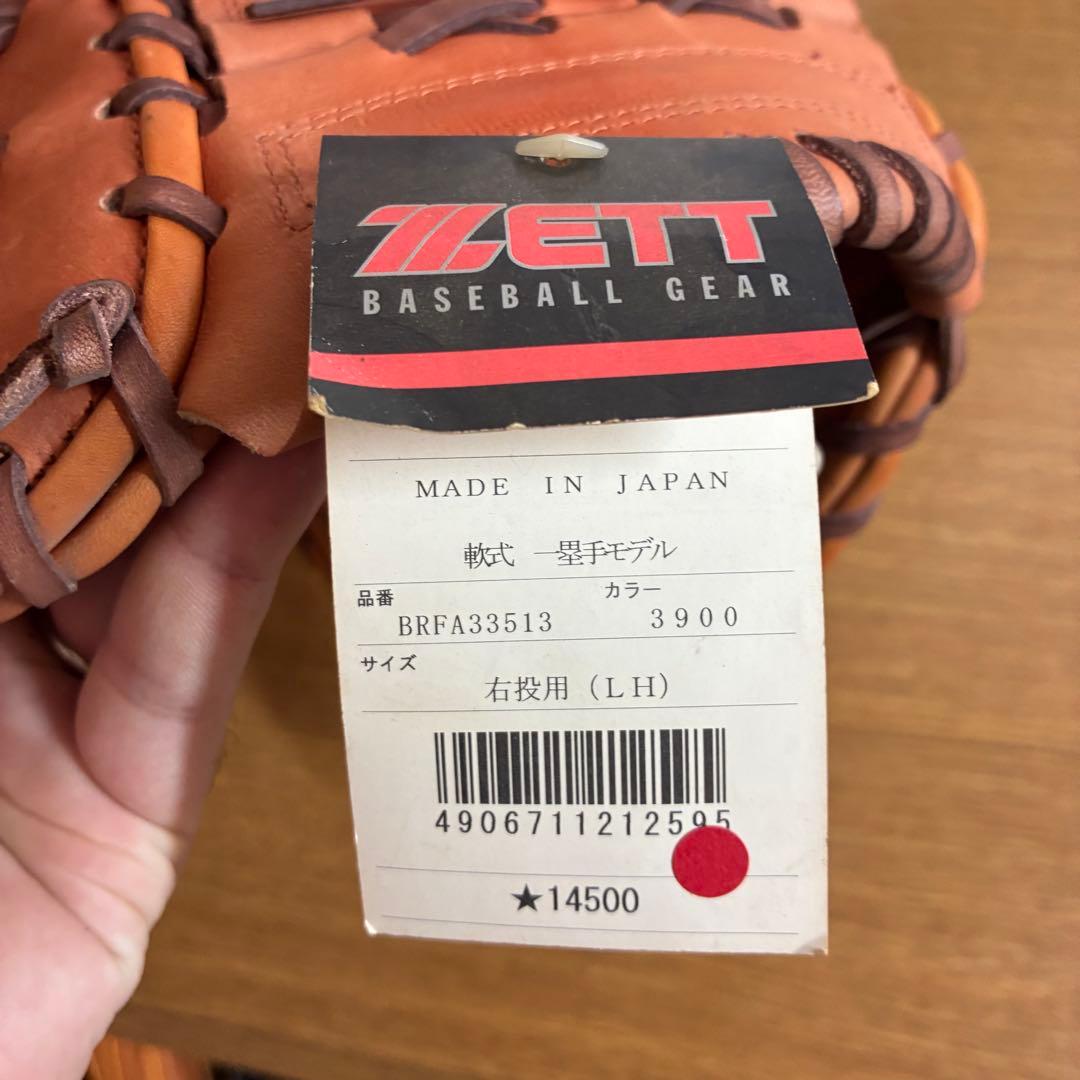 ZETT
BASEBALL GEAR
MADE IN JAPAN
軟式 一塁手モデル
品番 カラー
BRFA33513 3900
サイズ
右投用（LH）
4906711212595
★14500